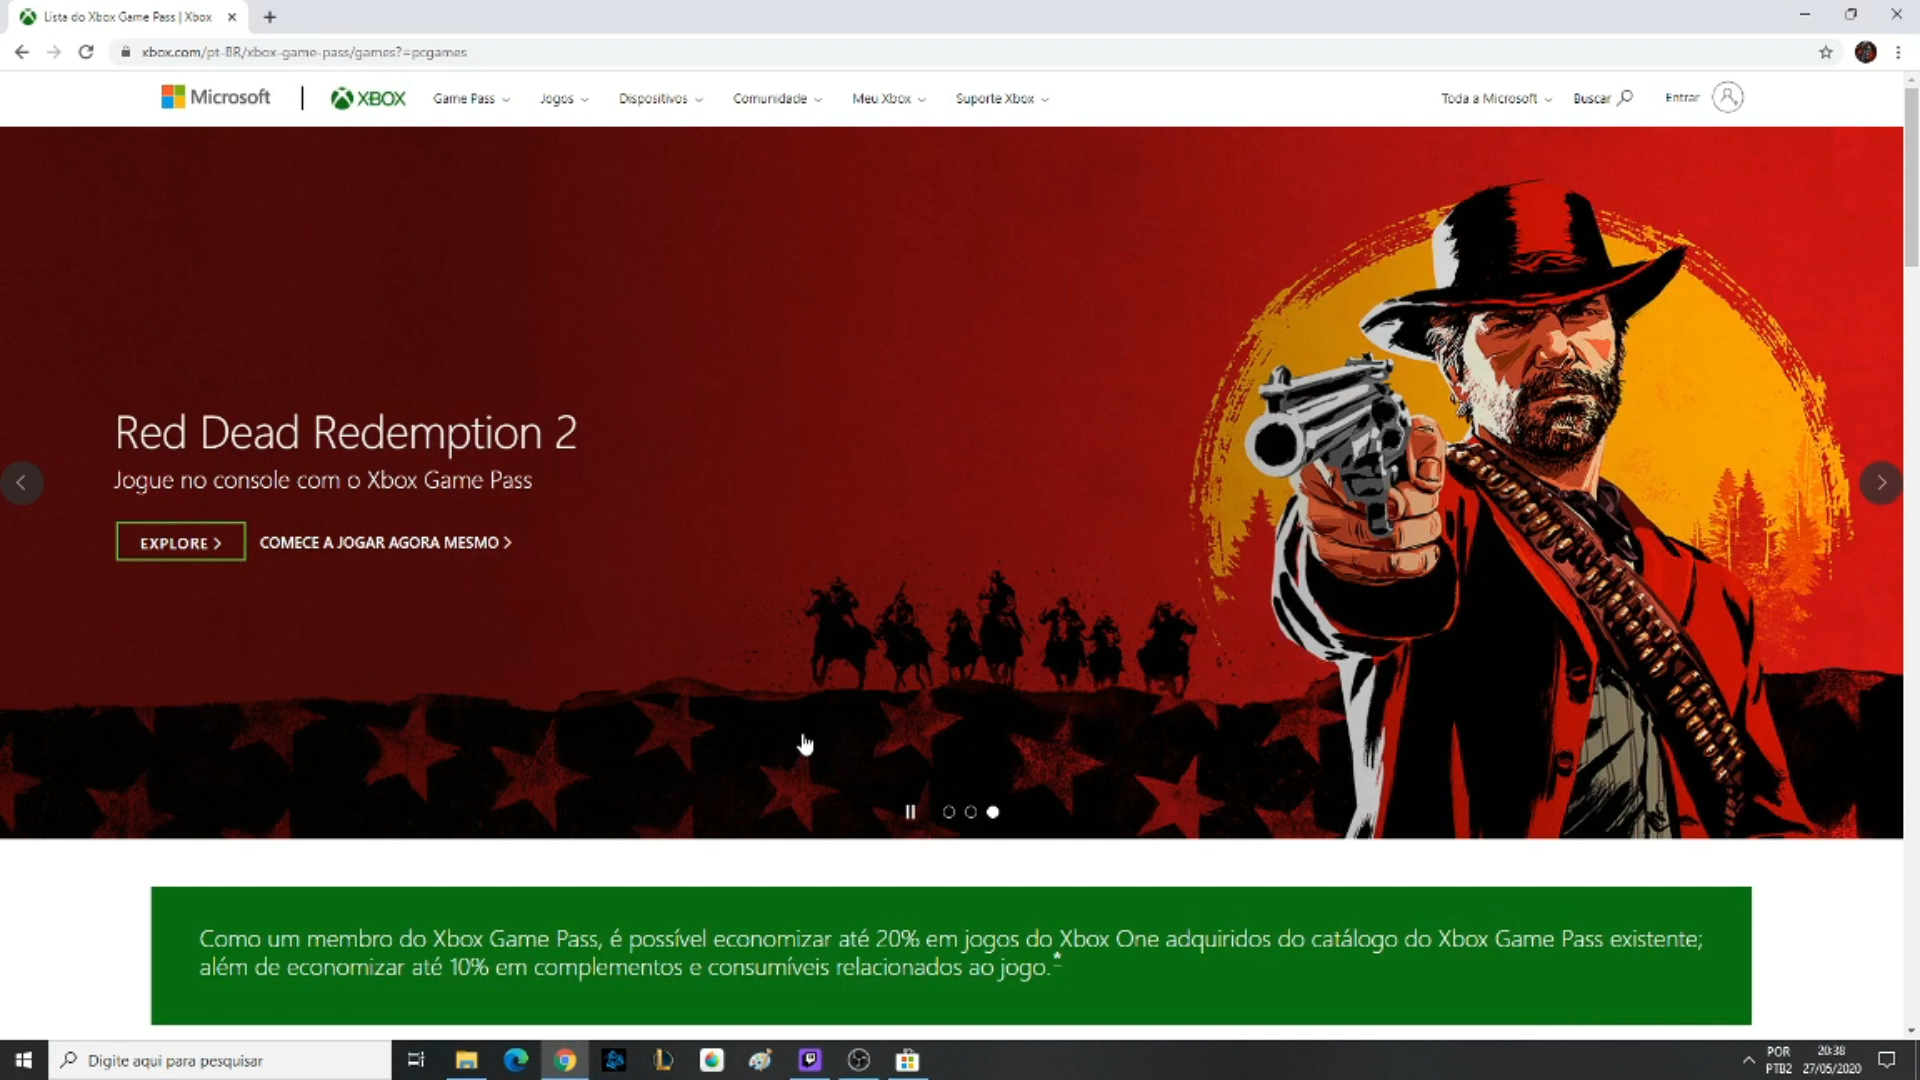 Lista do Xbox Game Pass | Xbox
xbox.com/pt-BR/xbox-game-pass/games?=pcgames
Microsoft XBOX Game Pass Jogos Dispositivos Comunidade Meu Xbox Suporte Xbox Toda a Microsoft Buscar Entrar
Red Dead Redemption 2
Jogue no console com o Xbox Game Pass
EXPLORE COMECE A JOGAR AGORA MESMO
Como um membro do Xbox Game Pass, é possível economizar até 20% em jogos do Xbox One adquiridos do catálogo do Xbox Game Pass existente;
além de economizar até 10% em complementos e consumíveis relacionados ao jogo.*
Digite aqui para pesquisar
POR 20:38
PTB2 27/05/2020